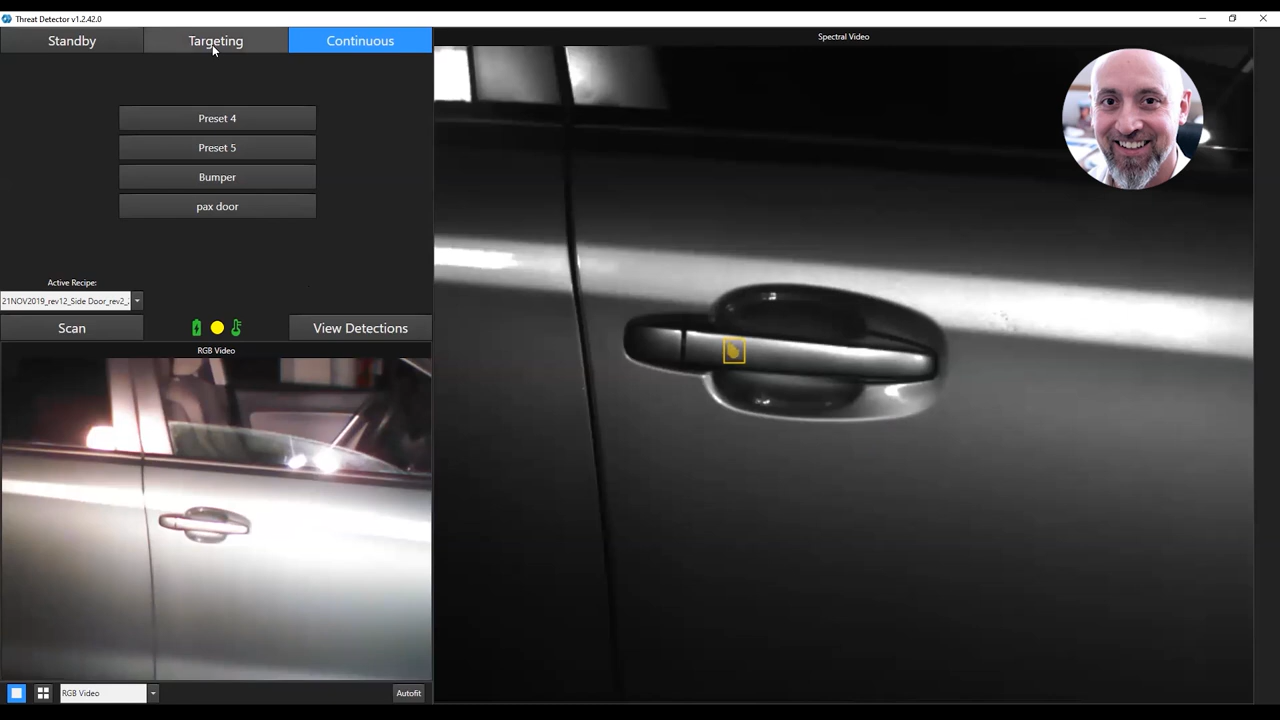 Threat Detector v1.2.42.0
Standby
Targeting
Continuous
Preset 4
Preset 5
Bumper
pax door
Active Recipe:
21NOV2019_rev12_Side Door_rev2_
Scan
View Detections
RGB Video
RGB Video
Autofit
Spectral Video